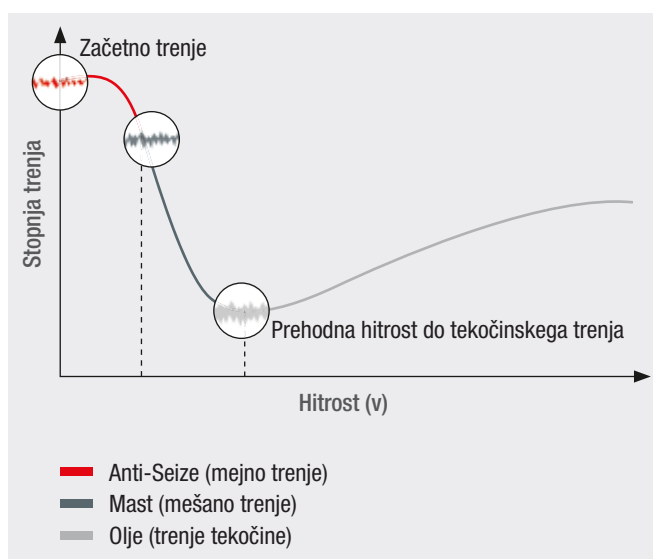 Začetno trenje
Stopnja trenja
Prehodna hitrost do tekočinskega trenja
Hitrost (v)
Anti-Seize (mejno trenje)
Mast (mešano trenje)
Olje (trenje tekočine)